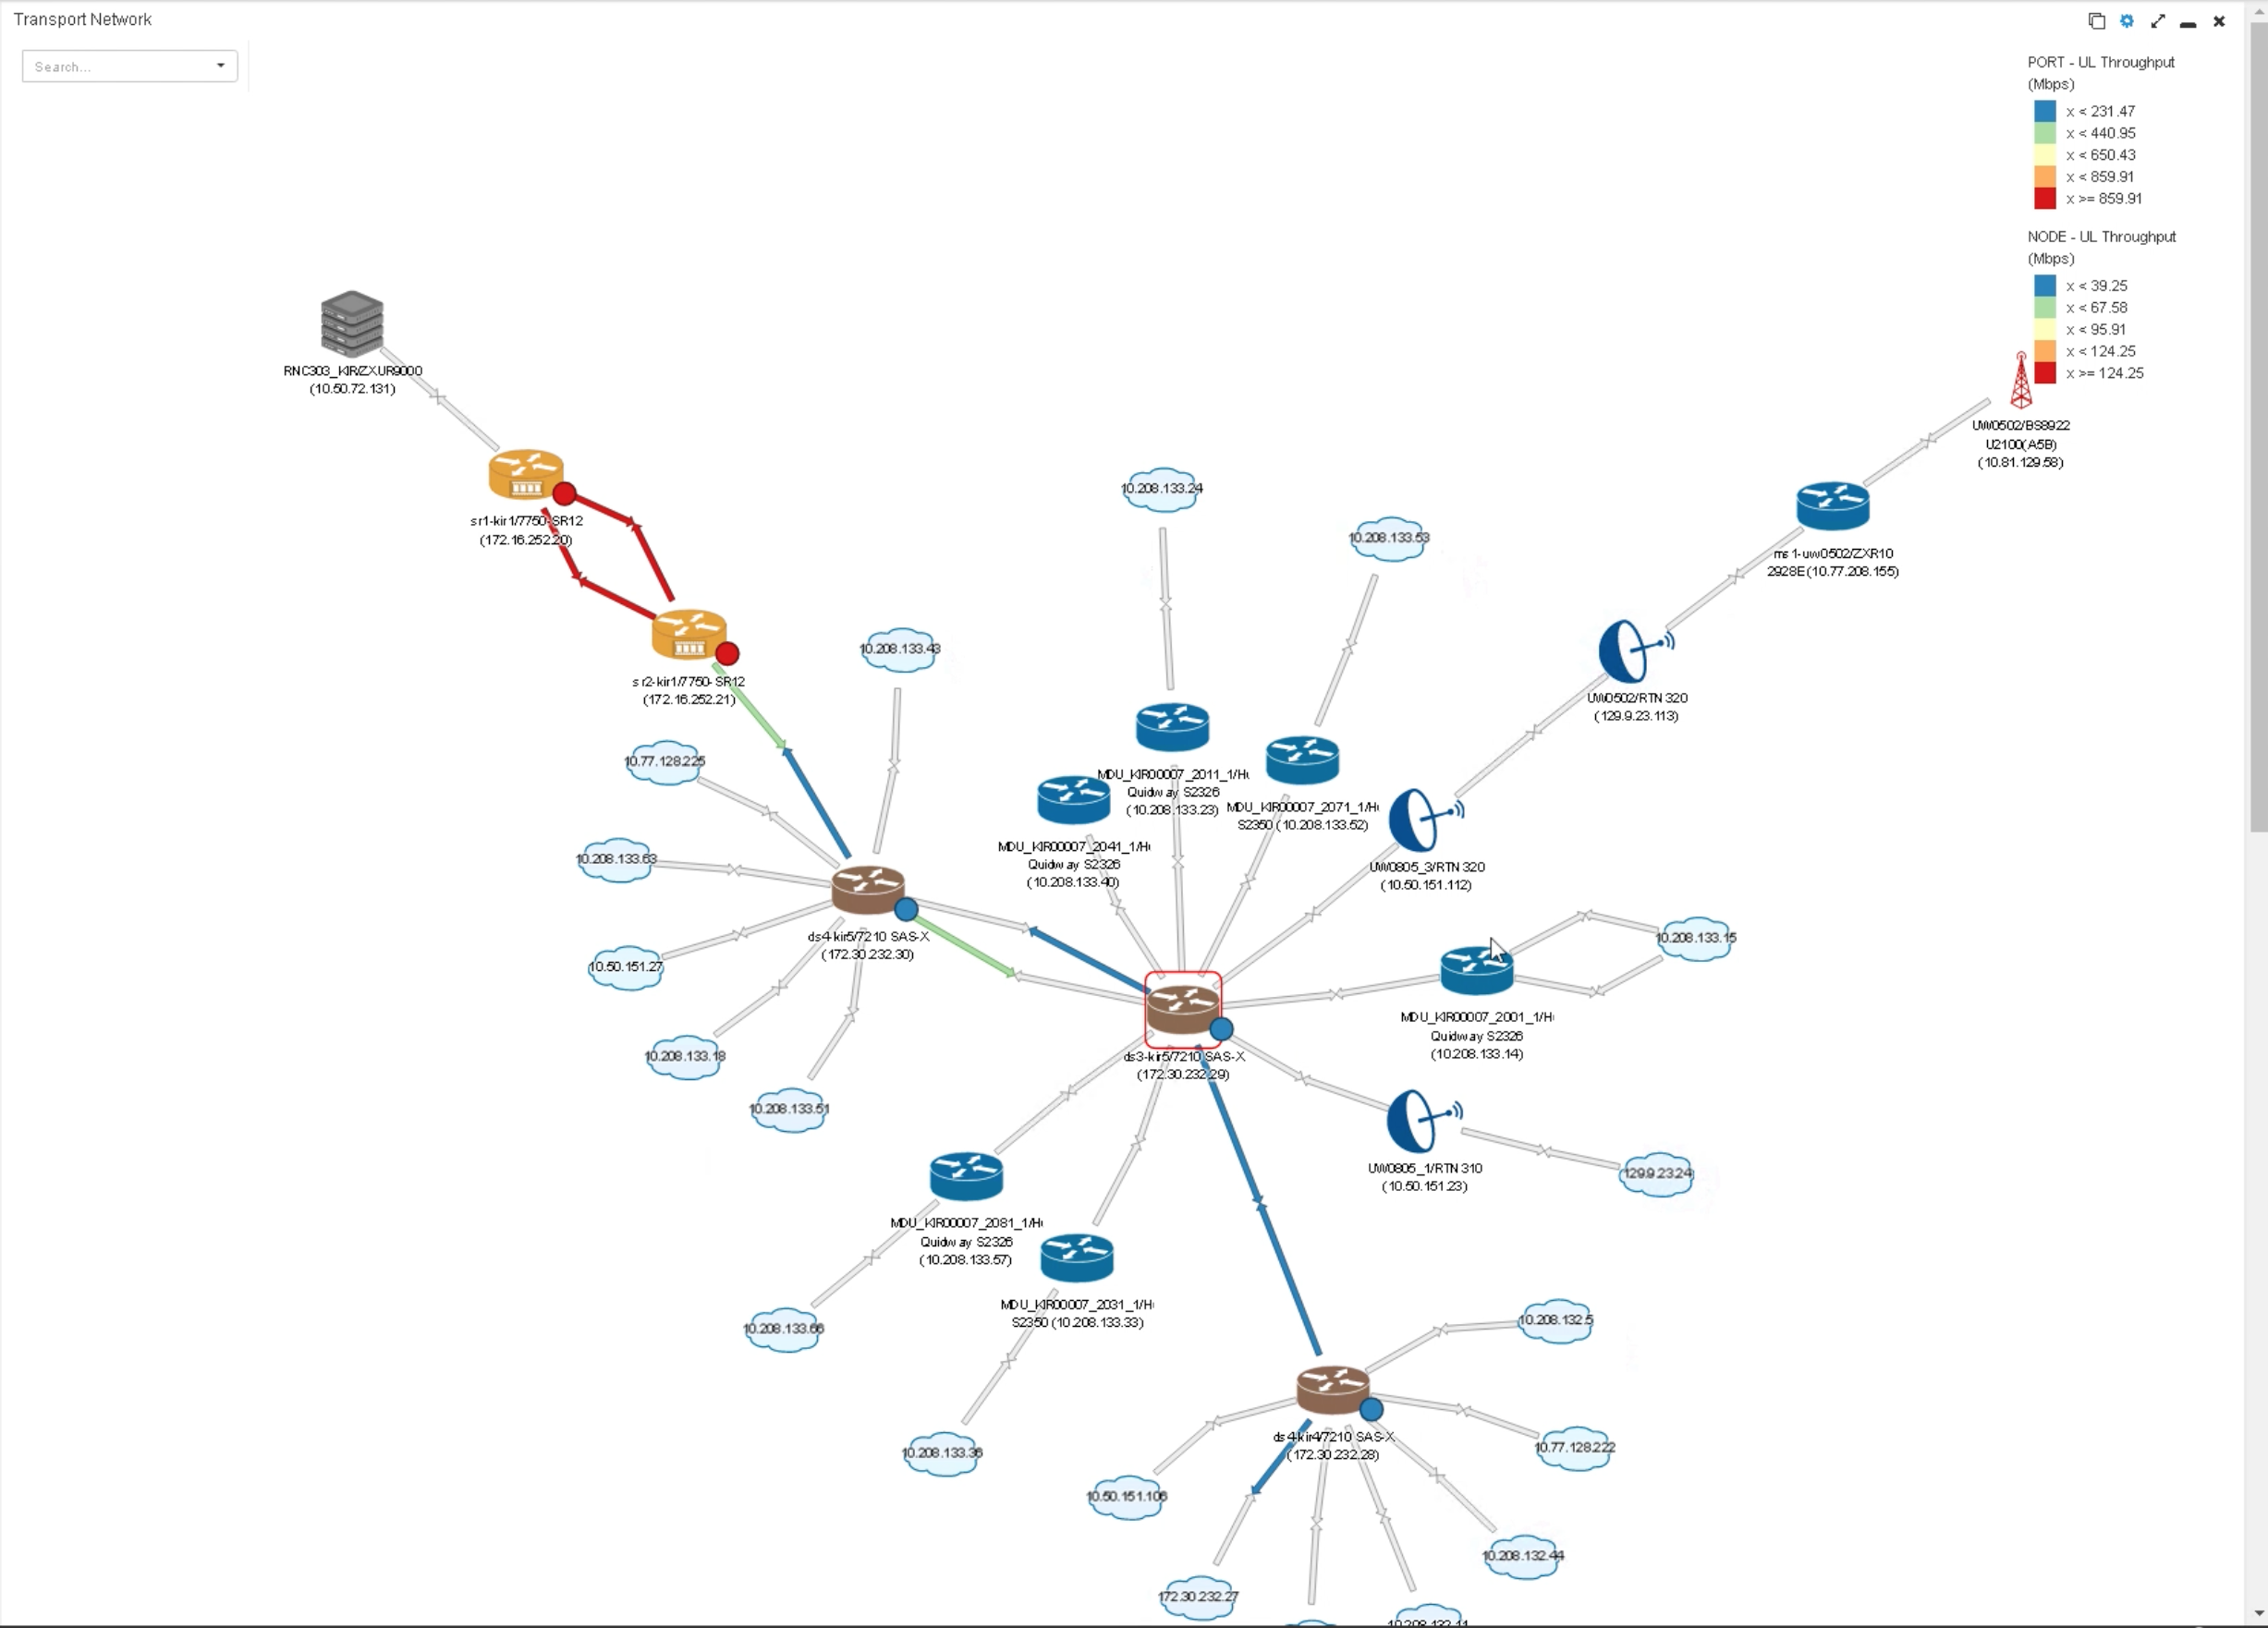 Transport Network
Search...
PORT - UL Throughput
(Mbps)
x < 231.47
x < 440.95
x < 650.43
x < 859.91
x >= 859.91
NODE - UL Throughput
(Mbps)
x < 39.25
x < 67.58
x < 95.91
x < 124.25
x >= 124.25
RNC303_KIR/ZXUR9000
(10.50.72.131)
UW0502/BS8922
U2100(A5B)
(10.81.129.58)
sr1-kir1/7750-SR12
(172.16.252.20)
10.208.133.24
10.208.133.53
ms1-uw0502/ZXR10
2928E(10.77.208.155)
sr2-kir1/7750-SR12
(172.16.252.21)
10.208.133.43
UW0502/RTN 320
(129.9.23.113)
10.77.128.225
MDU_KIR00007_2011_1/H
Quidway S2326
(10.208.133.23)
MDU_KIR00007_2071_1/H
S2350 (10.208.133.52)
MDU_KIR00007_2041_1/H
Quidway S2326
(10.208.133.40)
10.208.133.63
UW0805_3/RTN 320
(10.50.151.112)
ds4-kir5/7210 SAS-X
(172.30.232.30)
10.208.133.15
10.50.151.27
MDU_KIR00007_2001_1/H
Quidway S2326
(10.208.133.14)
10.208.133.18
ds3-kir5/7210 SAS-X
(172.30.232.29)
10.208.133.51
UW0805_1/RTN 310
(10.50.151.23)
129.9.23.24
MDU_KIR00007_2081_1/H
Quidway S2326
(10.208.133.57)
MDU_KIR00007_2031_1/H
S2350 (10.208.133.33)
10.208.133.66
10.208.132.5
10.208.133.36
ds4-kir4/7210 SAS-X
(172.30.232.28)
10.77.128.222
10.50.151.106
10.208.132.44
172.30.232.27